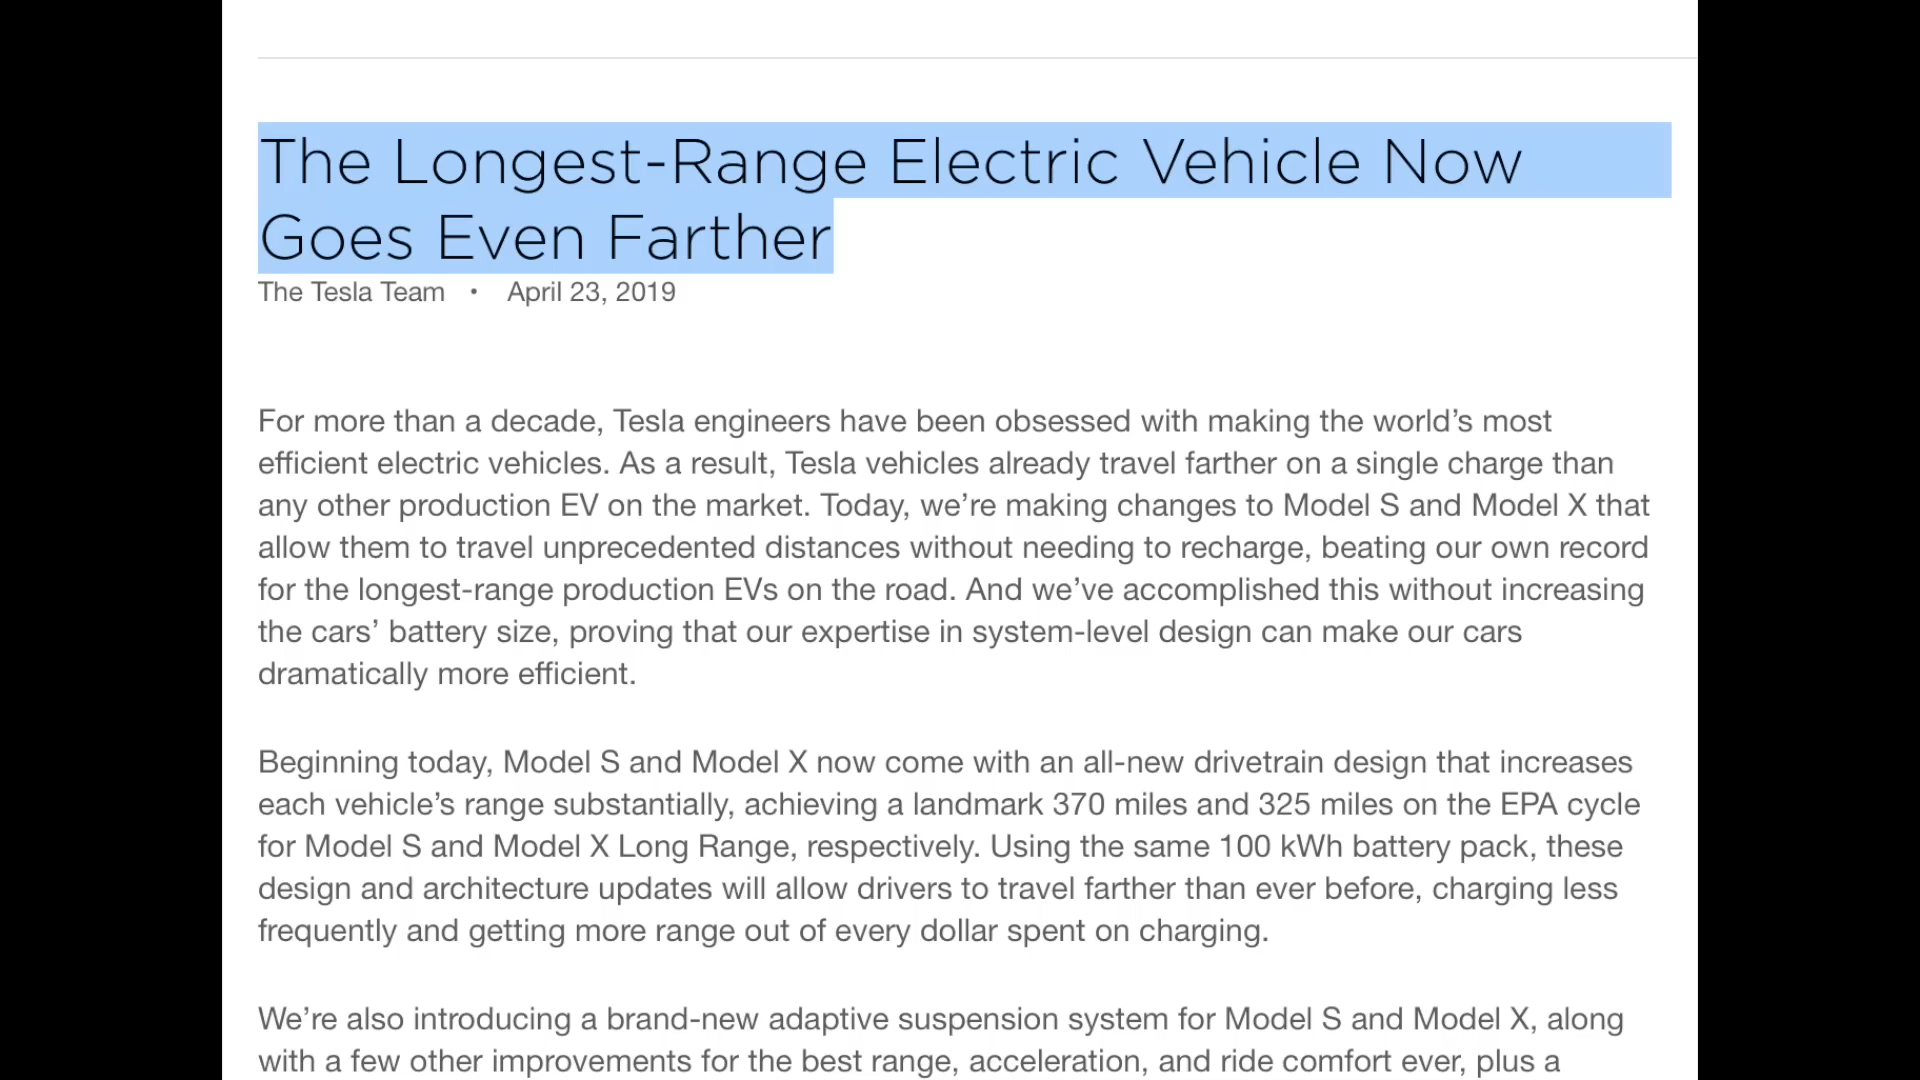 The Longest-Range Electric Vehicle Now
Goes Even Farther
The Tesla Team • April 23, 2019
For more than a decade, Tesla engineers have been obsessed with making the world’s most
efficient electric vehicles. As a result, Tesla vehicles already travel farther on a single charge than
any other production EV on the market. Today, we’re making changes to Model S and Model X that
allow them to travel unprecedented distances without needing to recharge, beating our own record
for the longest-range production EVs on the road. And we’ve accomplished this without increasing
the cars’ battery size, proving that our expertise in system-level design can make our cars
dramatically more efficient.
Beginning today, Model S and Model X now come with an all-new drivetrain design that increases
each vehicle’s range substantially, achieving a landmark 370 miles and 325 miles on the EPA cycle
for Model S and Model X Long Range, respectively. Using the same 100 kWh battery pack, these
design and architecture updates will allow drivers to travel farther than ever before, charging less
frequently and getting more range out of every dollar spent on charging.
We’re also introducing a brand-new adaptive suspension system for Model S and Model X, along
with a few other improvements for the best range, acceleration, and ride comfort ever, plus a